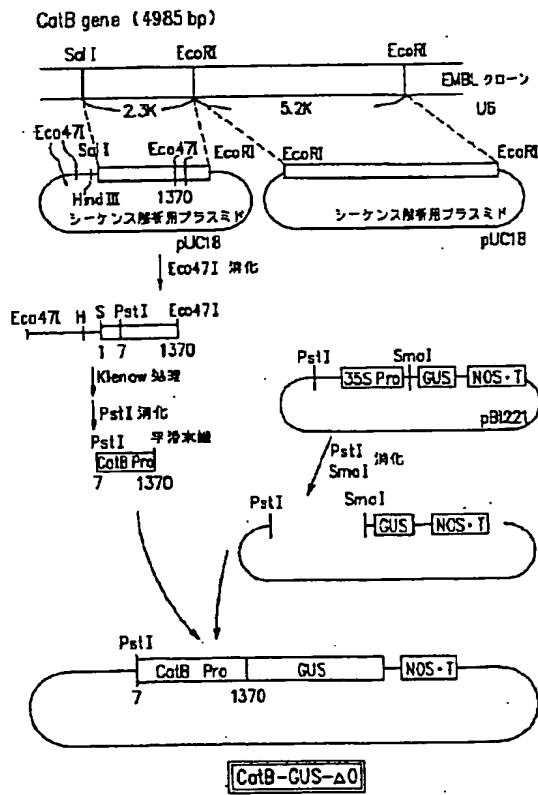 CatB gene (4985 bp)
Sal I
EcoRI
EcoRI
EMBL クローン
U6
2.3K
5.2K
Eco47I
Sal I
Eco47I
EcoRI
EcoRI
EcoRI
Hind III
1370
シーケンス解析用プラスミド
pUC18
シーケンス解析用プラスミド
pUC18
Eco47I 消化
Eco47I
H
S
PstI
Eco47I
1
7
1370
Klenow 処理
PstI 消化
PstI
平滑末端
CatB Pro
7
1370
PstI
SmaI
35S Pro
GUS
NOS・T
pBI221
PstI
SmaI
消化
PstI
SmaI
GUS
NOS・T
PstI
CatB Pro
GUS
NOS・T
7
1370
CatB-GUS-△0